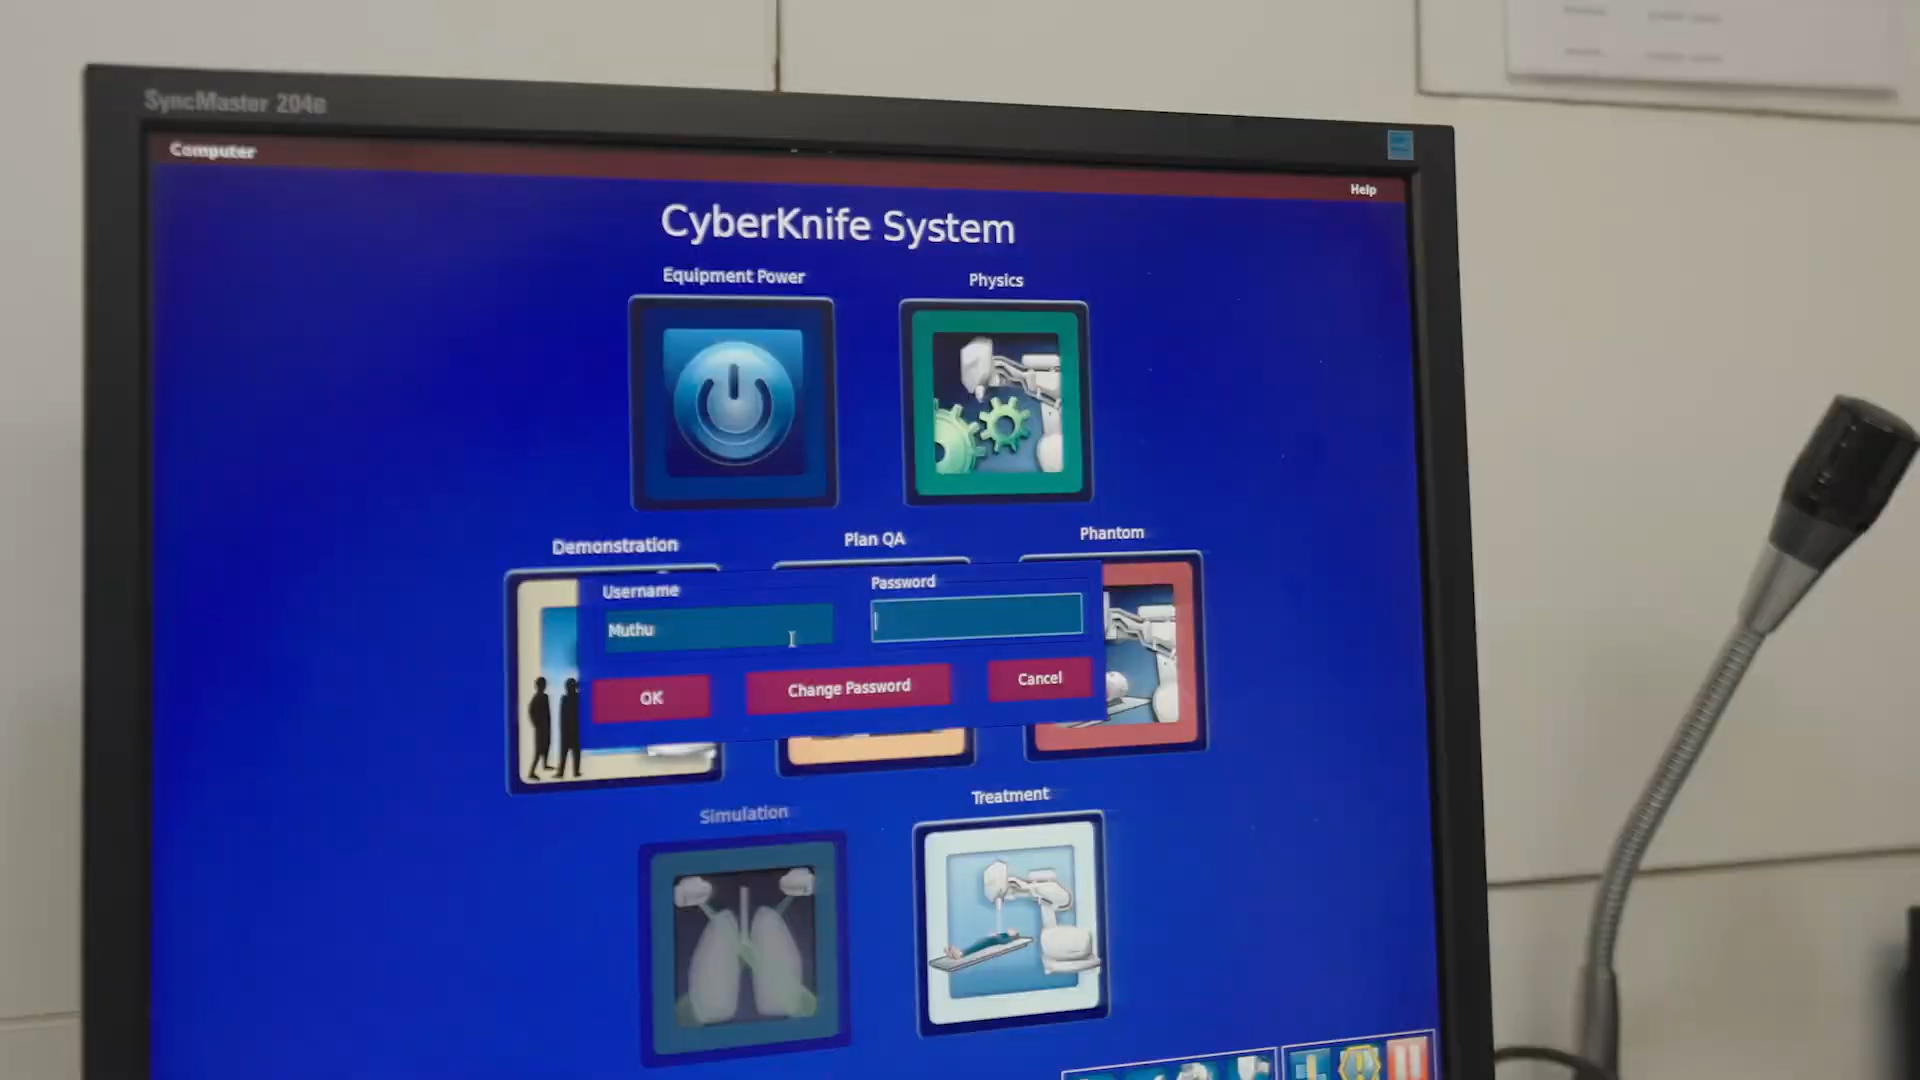 SyncMaster 204B
Computer
Help
CyberKnife System
Equipment Power
Physics
Demonstration
Plan QA
Phantom
Username
Password
Muthu
OK
Change Password
Cancel
Simulation
Treatment